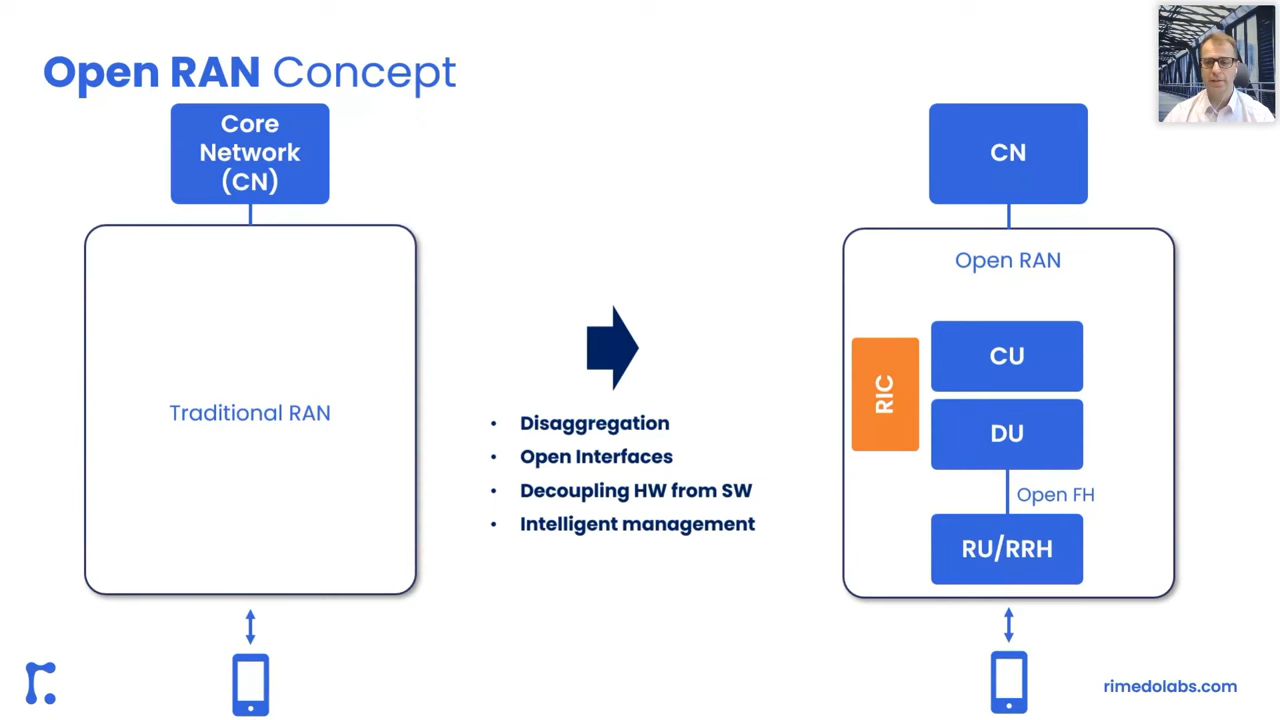 Open RAN Concept
Core
Network
(CN)
Traditional RAN
• Disaggregation
• Open Interfaces
• Decoupling HW from SW
• Intelligent management
CN
Open RAN
RIC
CU
DU
Open FH
RU/RRH
rimedolabs.com